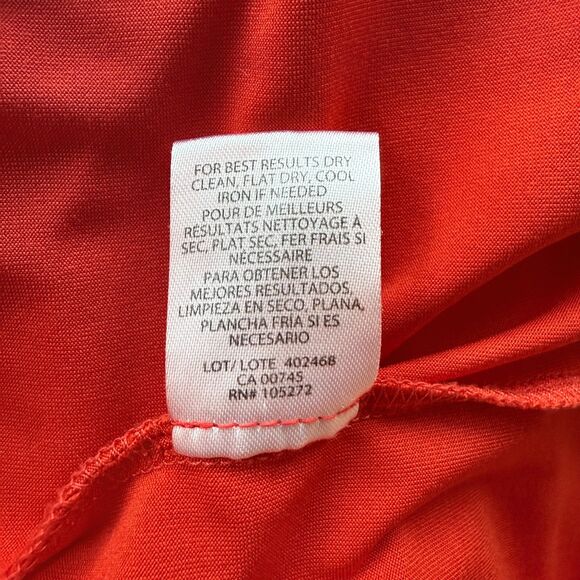 FOR BEST RESULTS DRY
CLEAN, FLAT DRY, COOL
IRON IF NEEDED
POUR DE MEILLEURS
RÉSULTATS NETTOYAGE À
SEC, PLAT SEC, FER FRAIS SI
NÉCESSAIRE
PARA OBTENER LOS
MEJORES RESULTADOS,
LIMPIEZA EN SECO, PLANA,
PLANCHA FRÍA SI ES
NECESARIO
LOT/ LOTE 402468
CA 00745
RN# 105272